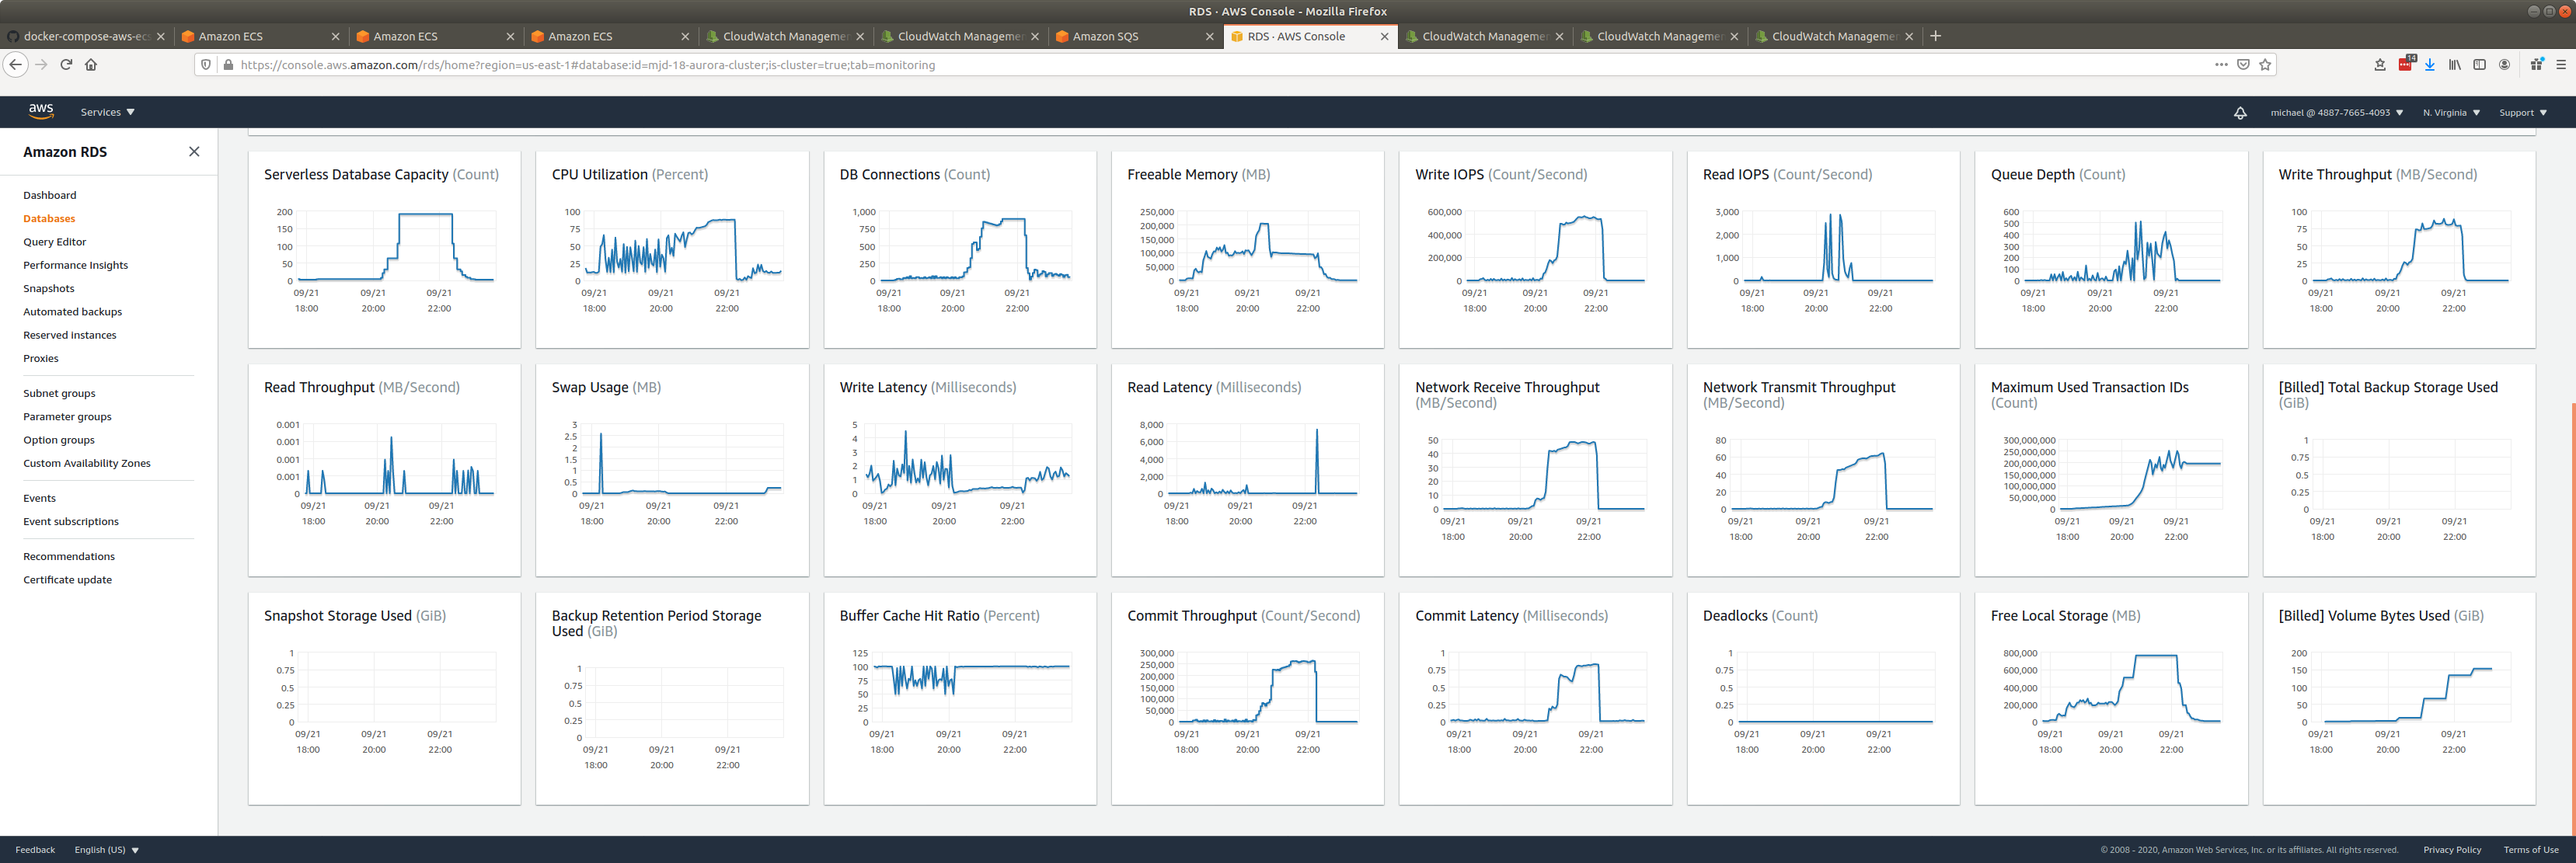 RDS · AWS Console - Mozilla Firefox
docker-compose-aws-ecs
Amazon ECS
Amazon ECS
Amazon ECS
CloudWatch Managemen
CloudWatch Managemen
Amazon SQS
RDS · AWS Console
CloudWatch Managemen
CloudWatch Managemen
CloudWatch Managemen
https://console.aws.amazon.com/rds/home?region=us-east-1#database:id=mjd-18-aurora-cluster;is-cluster=true;tab=monitoring
14
aws
Services
michael @ 4887-7665-4093
N. Virginia
Support
Amazon RDS
Dashboard
Databases
Query Editor
Performance Insights
Snapshots
Automated backups
Reserved instances
Proxies
Subnet groups
Parameter groups
Option groups
Custom Availability Zones
Events
Event subscriptions
Recommendations
Certificate update
Serverless Database Capacity (Count)
200
150
100
50
0
09/21 09/21 09/21
18:00 20:00 22:00
CPU Utilization (Percent)
100
75
50
25
0
09/21 09/21 09/21
18:00 20:00 22:00
DB Connections (Count)
1,000
750
500
250
0
09/21 09/21 09/21
18:00 20:00 22:00
Freeable Memory (MB)
250,000
200,000
150,000
100,000
50,000
0
09/21 09/21 09/21
18:00 20:00 22:00
Write IOPS (Count/Second)
600,000
400,000
200,000
0
09/21 09/21 09/21
18:00 20:00 22:00
Read IOPS (Count/Second)
3,000
2,000
1,000
0
09/21 09/21 09/21
18:00 20:00 22:00
Queue Depth (Count)
600
500
400
300
200
100
0
09/21 09/21 09/21
18:00 20:00 22:00
Write Throughput (MB/Second)
100
75
50
25
0
09/21 09/21 09/21
18:00 20:00 22:00
Read Throughput (MB/Second)
0.001
0.001
0.001
0.001
0
09/21 09/21 09/21
18:00 20:00 22:00
Swap Usage (MB)
3
2.5
2
1.5
1
0.5
0
09/21 09/21 09/21
18:00 20:00 22:00
Write Latency (Milliseconds)
5
4
3
2
1
0
09/21 09/21 09/21
18:00 20:00 22:00
Read Latency (Milliseconds)
8,000
6,000
4,000
2,000
0
09/21 09/21 09/21
18:00 20:00 22:00
Network Receive Throughput
(MB/Second)
50
40
30
20
10
0
09/21 09/21 09/21
18:00 20:00 22:00
Network Transmit Throughput
(MB/Second)
80
60
40
20
0
09/21 09/21 09/21
18:00 20:00 22:00
Maximum Used Transaction IDs
(Count)
300,000,000
250,000,000
200,000,000
150,000,000
100,000,000
50,000,000
0
09/21 09/21 09/21
18:00 20:00 22:00
[Billed] Total Backup Storage Used
(GiB)
1
0.75
0.5
0.25
0
09/21 09/21 09/21
18:00 20:00 22:00
Snapshot Storage Used (GiB)
1
0.75
0.5
0.25
0
09/21 09/21 09/21
18:00 20:00 22:00
Backup Retention Period Storage
Used (GiB)
1
0.75
0.5
0.25
0
09/21 09/21 09/21
18:00 20:00 22:00
Buffer Cache Hit Ratio (Percent)
125
100
75
50
25
0
09/21 09/21 09/21
18:00 20:00 22:00
Commit Throughput (Count/Second)
300,000
250,000
200,000
150,000
100,000
50,000
0
09/21 09/21 09/21
18:00 20:00 22:00
Commit Latency (Milliseconds)
1
0.75
0.5
0.25
0
09/21 09/21 09/21
18:00 20:00 22:00
Deadlocks (Count)
1
0.75
0.5
0.25
0
09/21 09/21 09/21
18:00 20:00 22:00
Free Local Storage (MB)
800,000
600,000
400,000
200,000
0
09/21 09/21 09/21
18:00 20:00 22:00
[Billed] Volume Bytes Used (GiB)
200
150
100
50
0
09/21 09/21 09/21
18:00 20:00 22:00
Feedback
English (US)
© 2008 - 2020, Amazon Web Services, Inc. or its affiliates. All rights reserved.
Privacy Policy
Terms of Use